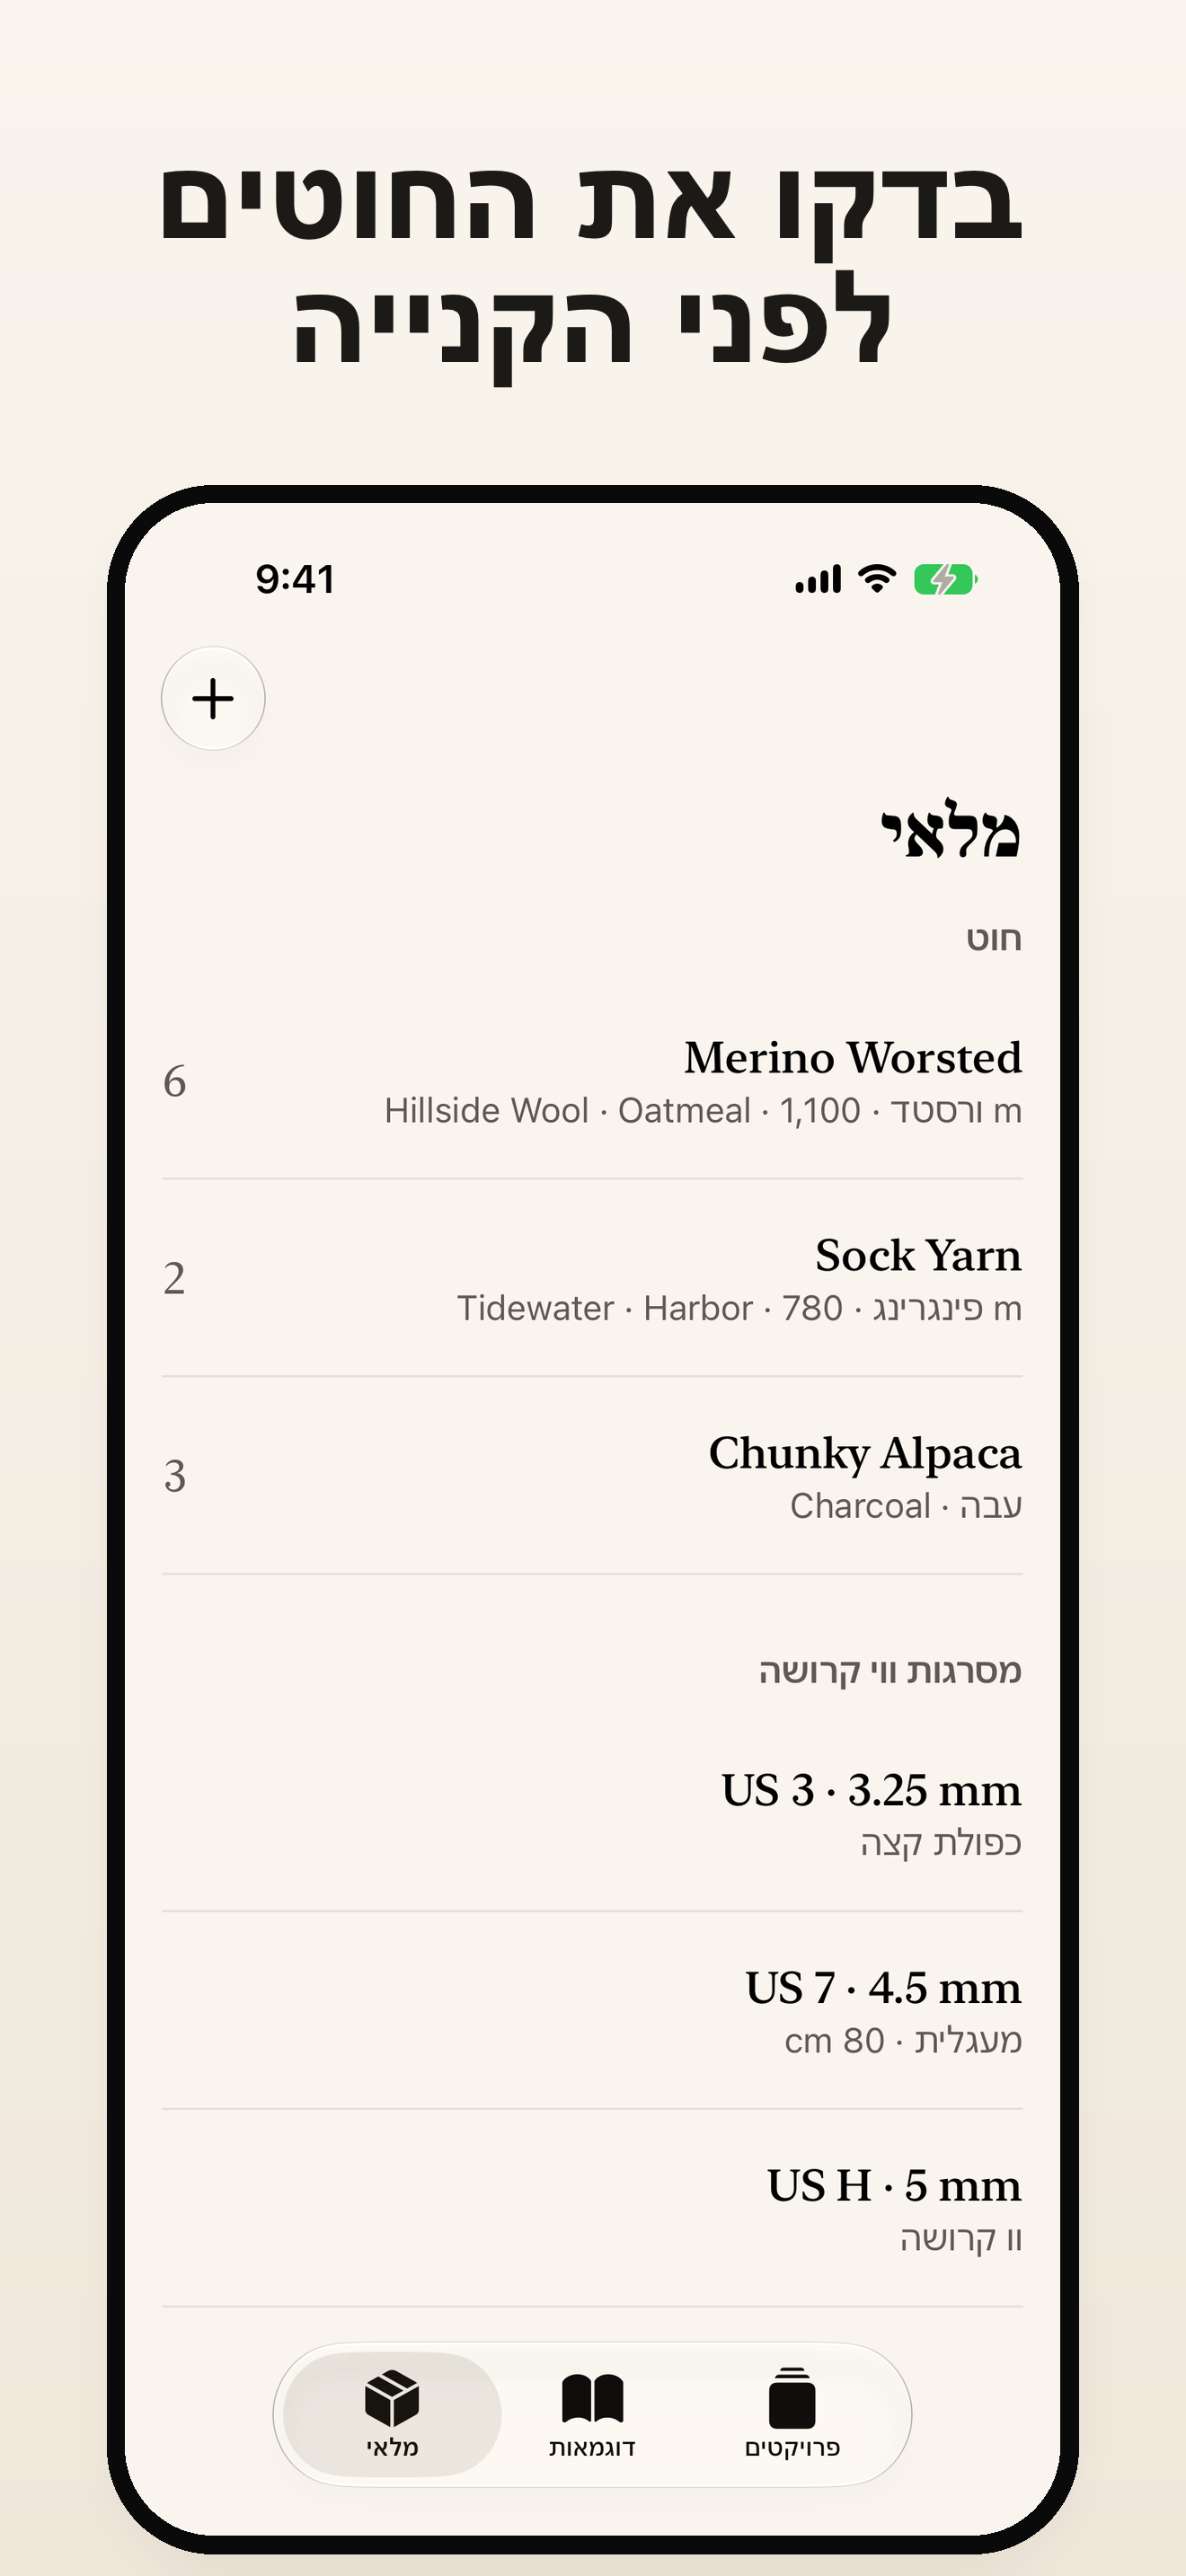 בדקו את החוטים
לפני הקנייה
9:41
מלאי
חוט
Merino Worsted
6
Hillside Wool · Oatmeal · ורסטד · 1,100 m
Sock Yarn
2
Tidewater · Harbor · פינגרינג · 780 m
Chunky Alpaca
3
Charcoal · עבה
מסרגות ווי קרושה
US 3 · 3.25 mm
כפולת קצה
US 7 · 4.5 mm
מעגלית · 80 cm
US H · 5 mm
וו קרושה
פרויקטים
דוגמאות
מלאי